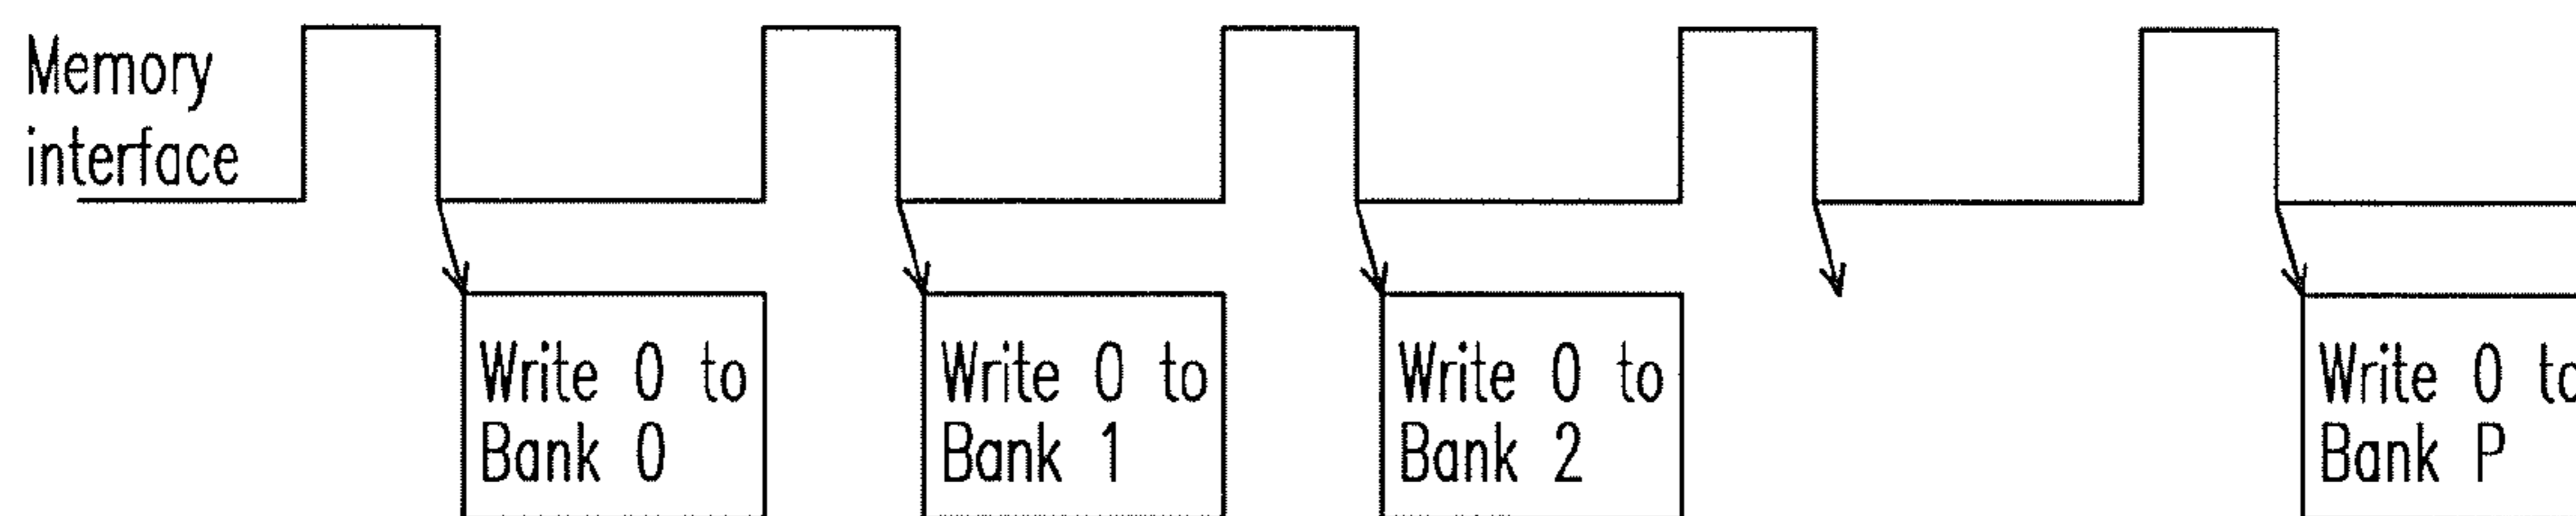 Memory
interface
Write 0 to
Bank 0
Write 0 to
Bank 1
Write 0 to
Bank 2
Write 0 to
Bank P